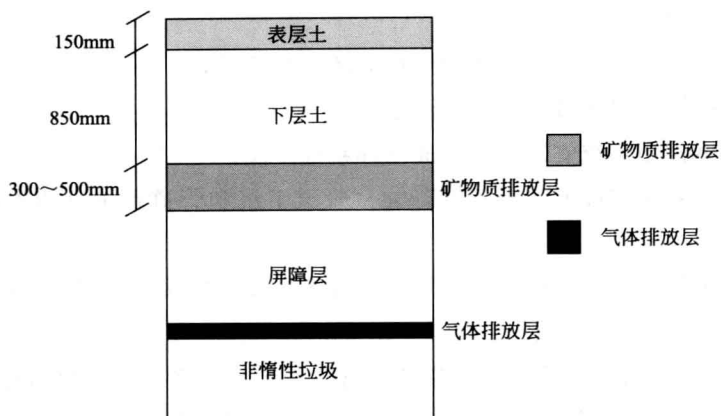 表层土
150mm
850mm
下层土
矿物质排放层
300～500mm
矿物质排放层
气体排放层
屏障层
气体排放层
非惰性垃圾